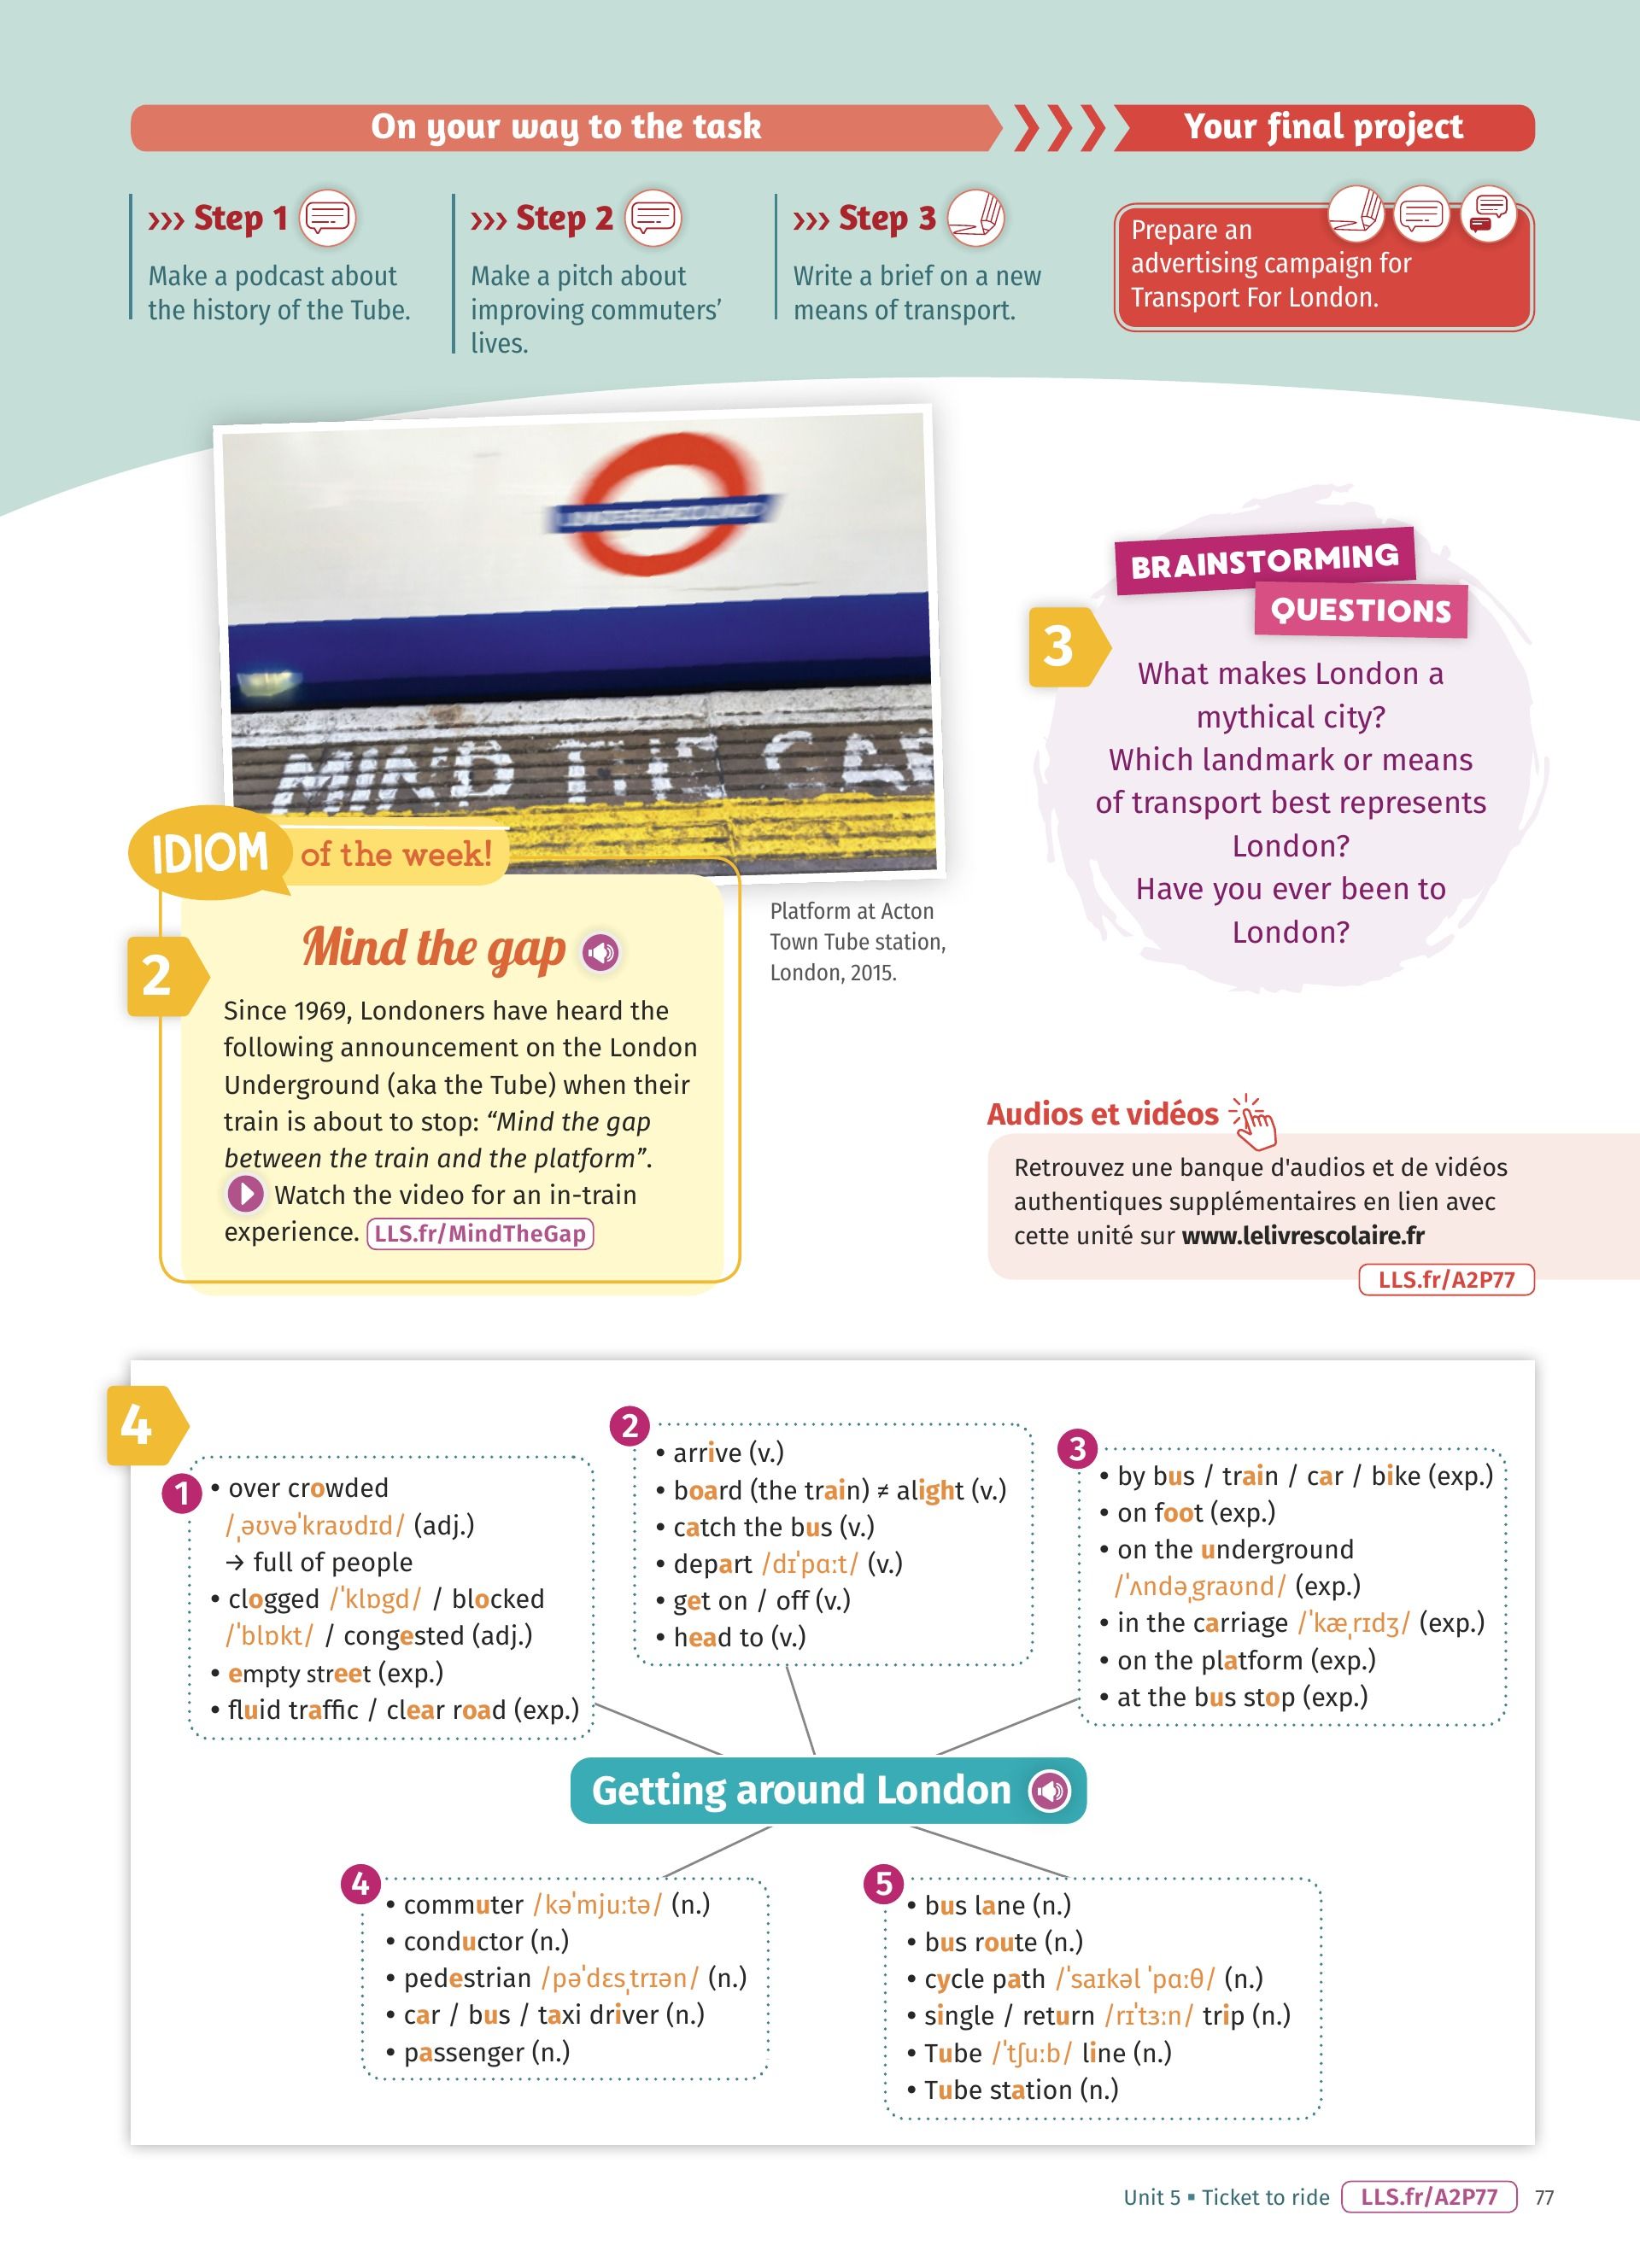 On your way to the task
Your final project
››› Step 1
Make a podcast about
the history of the Tube.
››› Step 2
Make a pitch about
improving commuters’
lives.
››› Step 3
Write a brief on a new
means of transport.
Prepare an
advertising campaign for
Transport For London.
MIND THE GAP
IDIOM of the week!
2
Mind the gap
Since 1969, Londoners have heard the
following announcement on the London
Underground (aka the Tube) when their
train is about to stop: “Mind the gap
between the train and the platform”.
Watch the video for an in-train
experience. LLS.fr/MindTheGap
Platform at Acton
Town Tube station,
London, 2015.
BRAINSTORMING
QUESTIONS
3
What makes London a
mythical city?
Which landmark or means
of transport best represents
London?
Have you ever been to
London?
Audios et vidéos
Retrouvez une banque d'audios et de vidéos
authentiques supplémentaires en lien avec
cette unité sur www.lelivrescolaire.fr
LLS.fr/A2P77
4
1
• over crowded
/ˌəʊvəˈkraʊdɪd/ (adj.)
→ full of people
• clogged /ˈklɒgd/ / blocked
/ˈblɒkt/ / congested (adj.)
• empty street (exp.)
• fluid traffic / clear road (exp.)
2
• arrive (v.)
• board (the train) ≠ alight (v.)
• catch the bus (v.)
• depart /dɪˈpɑːt/ (v.)
• get on / off (v.)
• head to (v.)
3
• by bus / train / car / bike (exp.)
• on foot (exp.)
• on the underground
/ˈʌndəˌgraʊnd/ (exp.)
• in the carriage /ˈkæˌrɪdʒ/ (exp.)
• on the platform (exp.)
• at the bus stop (exp.)
Getting around London
4
• commuter /kəˈmjuːtə/ (n.)
• conductor (n.)
• pedestrian /pəˈdɛsˌtrɪən/ (n.)
• car / bus / taxi driver (n.)
• passenger (n.)
5
• bus lane (n.)
• bus route (n.)
• cycle path /ˈsaɪkəl ˈpɑːθ/ (n.)
• single / return /rɪˈtɜːn/ trip (n.)
• Tube /ˈtʃuːb/ line (n.)
• Tube station (n.)
Unit 5 ▪ Ticket to ride LLS.fr/A2P77 77